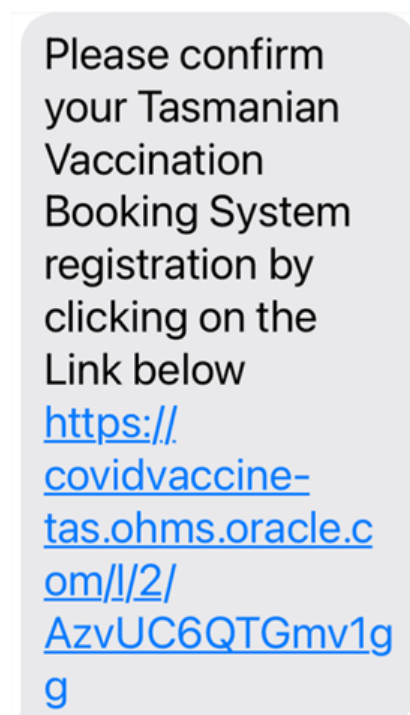 Please confirm
your Tasmanian
Vaccination
Booking System
registration by
clicking on the
Link below
https://
covidvaccine-
tas.ohms.oracle.c
om/l/2/
AzvUC6QTGmv1g
g